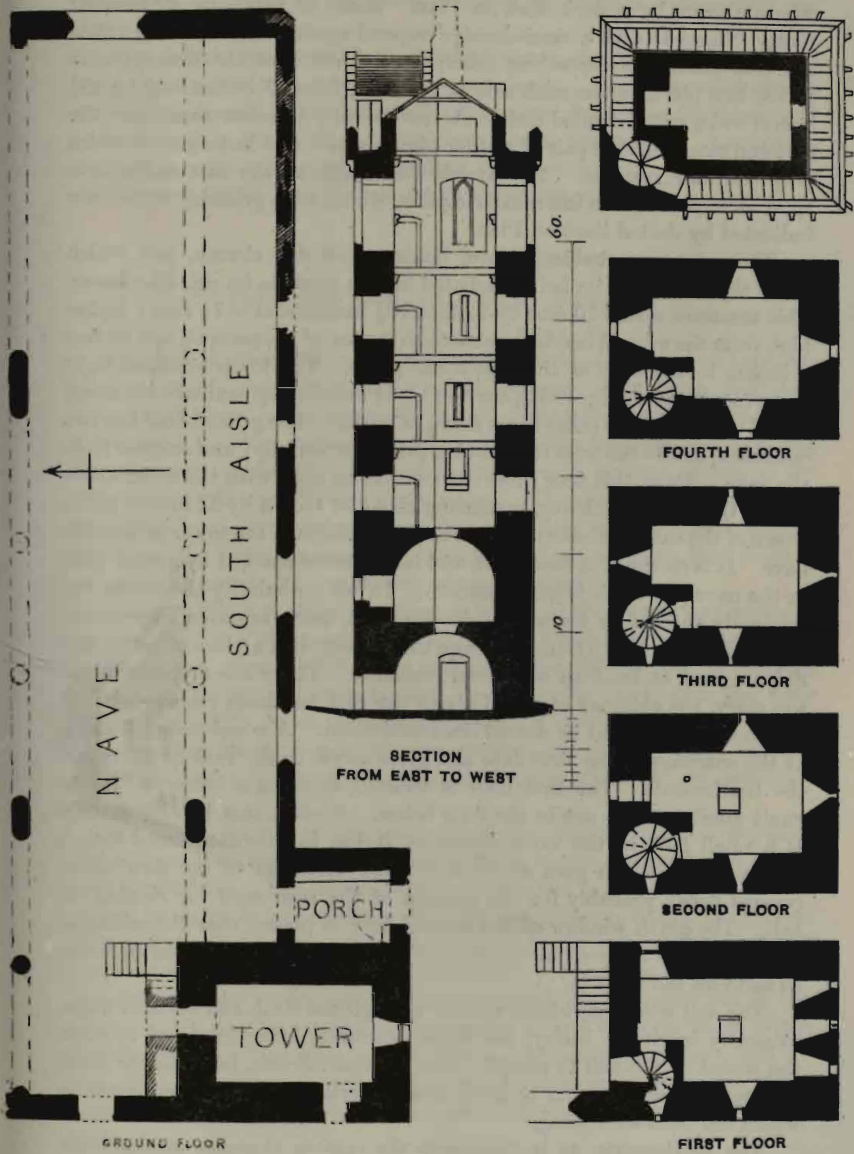 NAVE
SOUTH AISLE
PORCH
TOWER
GROUND FLOOR
SECTION
FROM EAST TO WEST
60.
10
FOURTH FLOOR
THIRD FLOOR
SECOND FLOOR
FIRST FLOOR